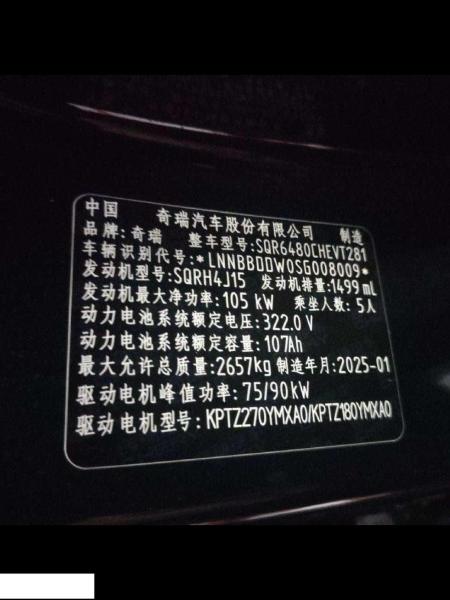 中国 奇瑞汽车股份有限公司 制造
品牌:奇瑞 整车型号:SQR6480CHEVT281
车辆识别代号:*LNNBBDDW0SG008009*
发动机型号:SQRH4J15 发动机排量:1499mL
发动机最大净功率:105kW 乘坐人数:5人
动力电池系统额定电压:322.0V
动力电池系统额定容量:107Ah
最大允许总质量:2657kg 制造年月:2025-01
驱动电机峰值功率:75/90kW
驱动电机型号:KPTZ270YMXA0/KPTZ180YMXA0